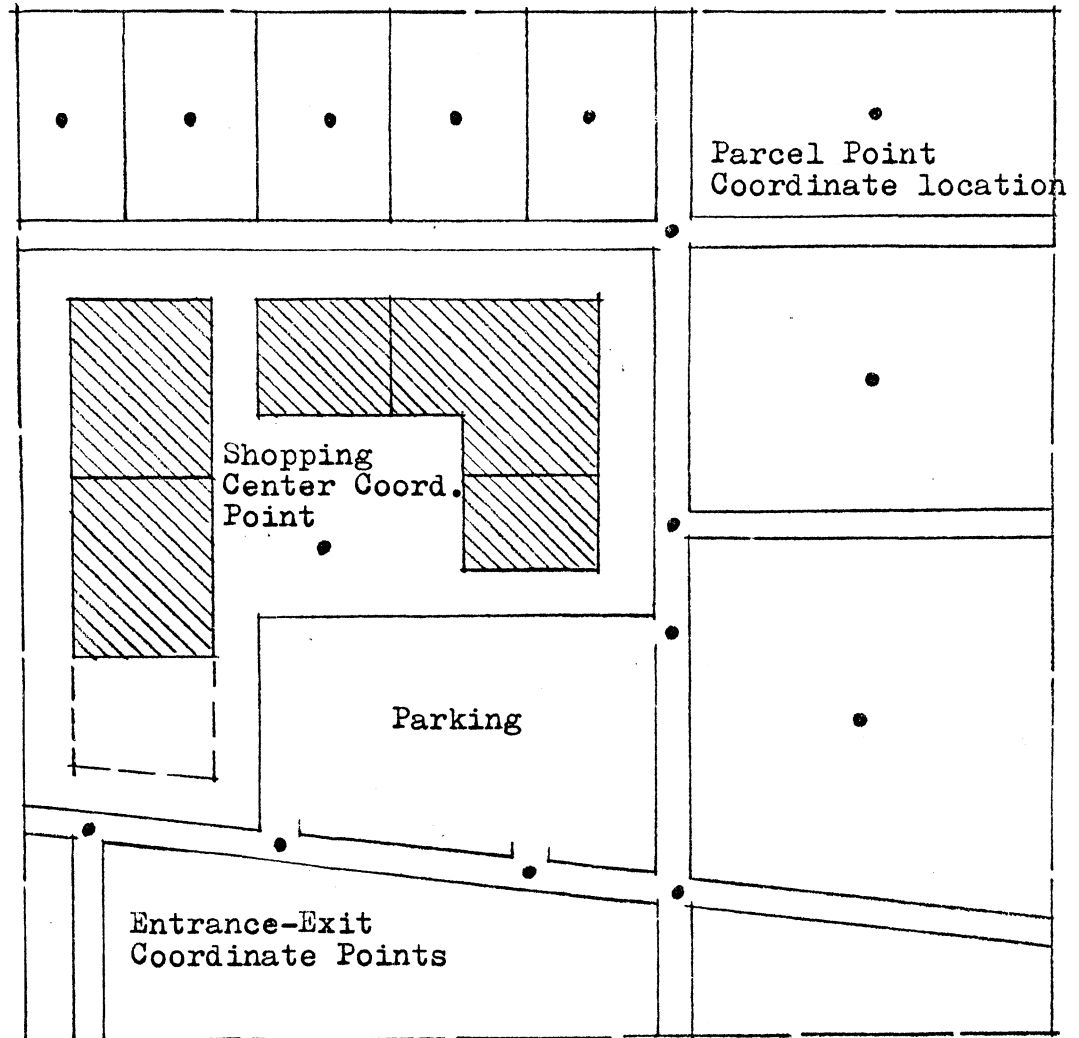 Parcel Point
Coordinate location
Shopping
Center Coord.
Point
Parking
Entrance-Exit
Coordinate Points